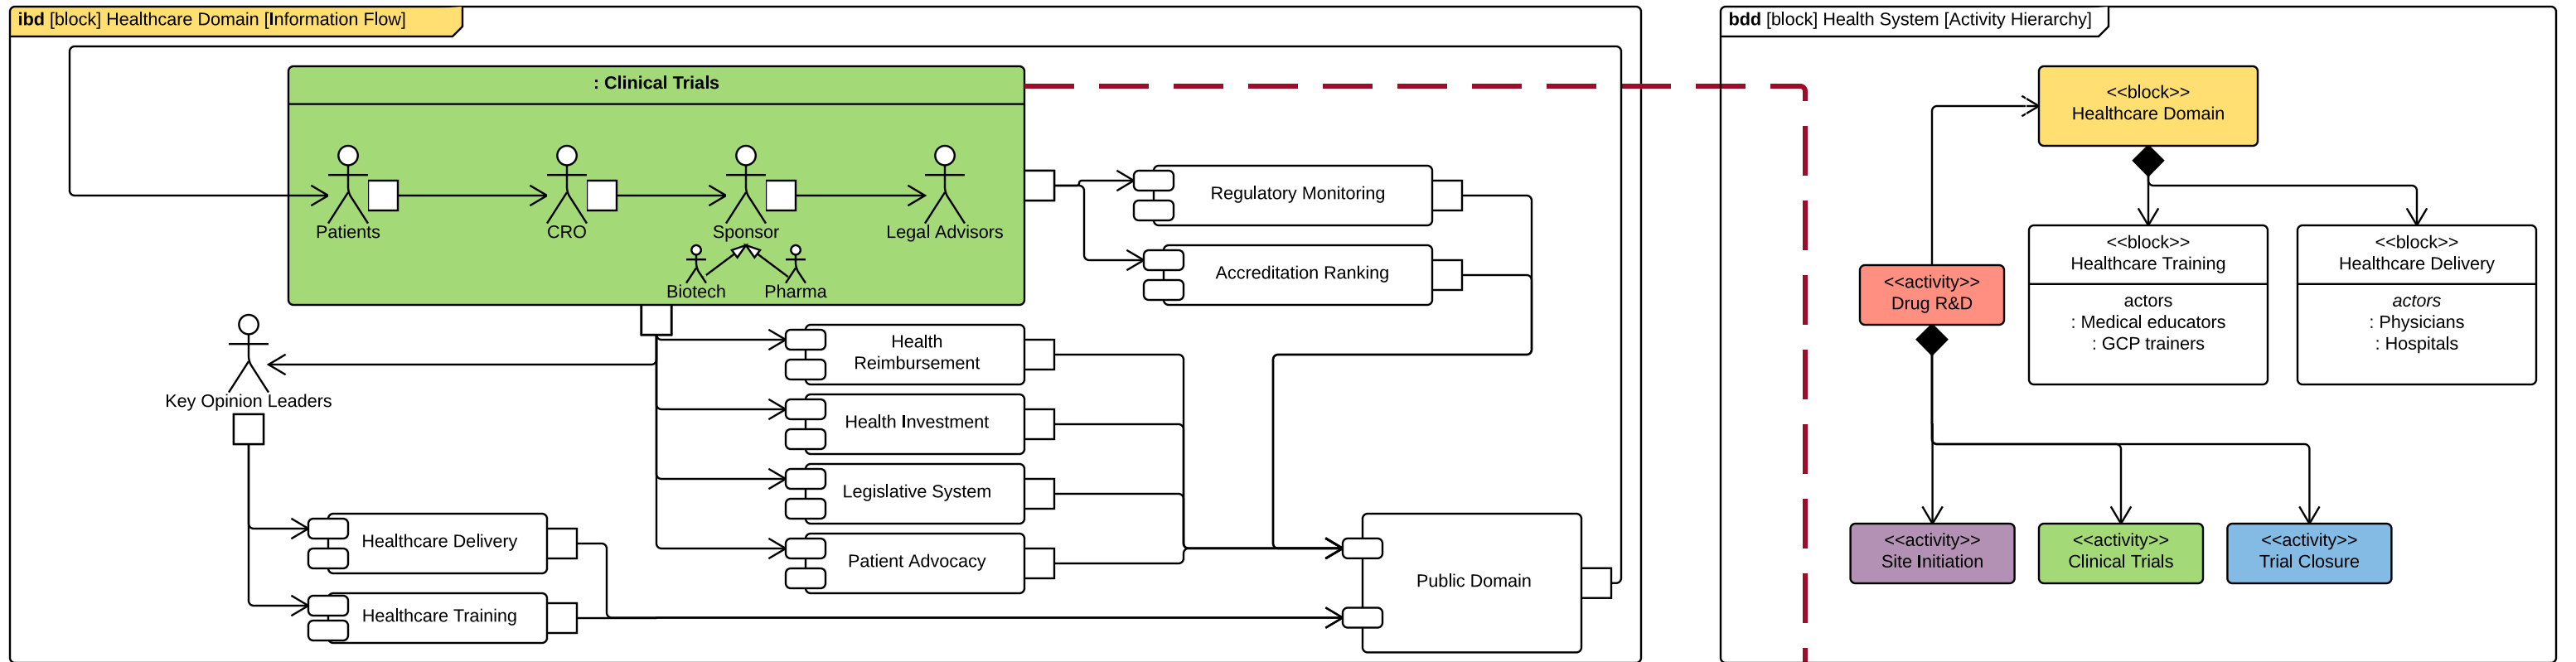 ibd [block] Healthcare Domain [Information Flow]
: Clinical Trials
Patients
CRO
Sponsor
Legal Advisors
Biotech
Pharma
Regulatory Monitoring
Accreditation Ranking
Key Opinion Leaders
Health
Reimbursement
Health Investment
Legislative System
Patient Advocacy
Healthcare Delivery
Healthcare Training
Public Domain
bdd [block] Health System [Activity Hierarchy]
<<block>>
Healthcare Domain
<<block>>
Healthcare Training
actors
: Medical educators
: GCP trainers
<<block>>
Healthcare Delivery
actors
: Physicians
: Hospitals
<<activity>>
Drug R&D
<<activity>>
Site Initiation
<<activity>>
Clinical Trials
<<activity>>
Trial Closure